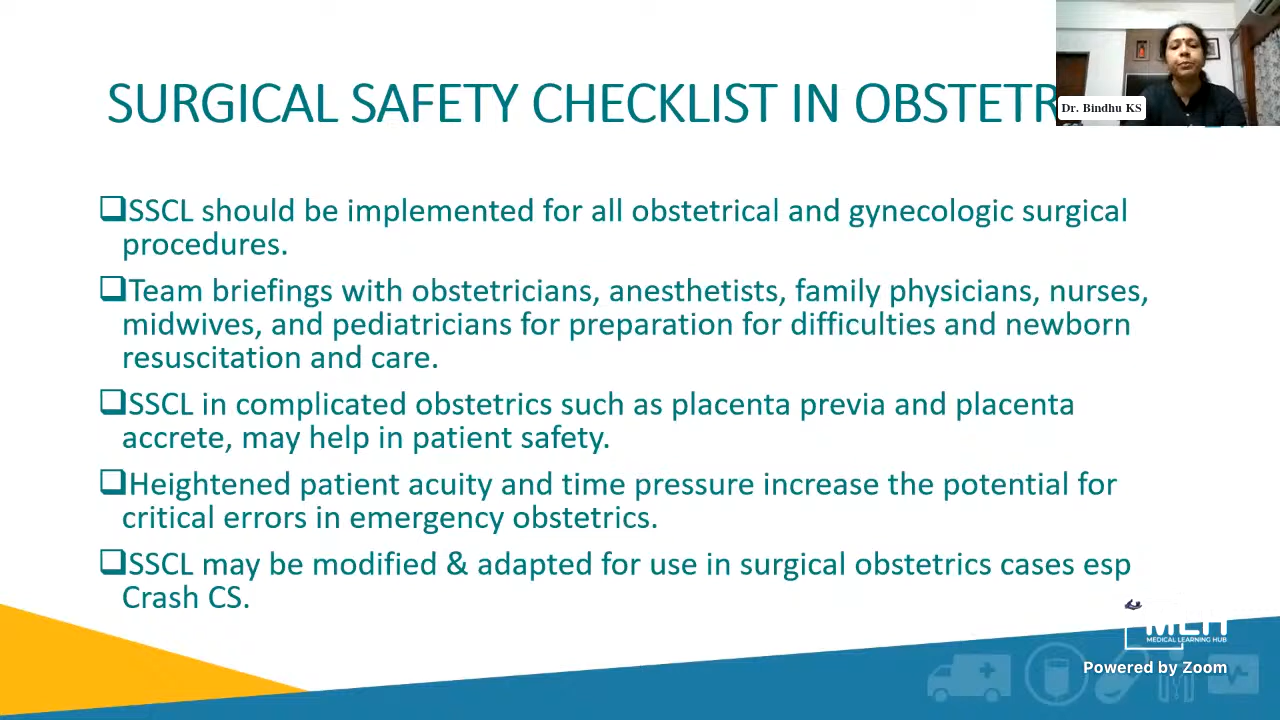 SURGICAL SAFETY CHECKLIST IN
Dr. Bindhu KS
SSCL should be implemented for all obstetrical and gynecologic surgical
procedures.
Team briefings with obstetricians, anesthetists, family physicians, nurses,
midwives, and pediatricians for preparation for difficulties and newborn
resuscitation and care.
SSCL in complicated obstetrics such as placenta previa and placenta
accrete, may help in patient safety.
Heightened patient acuity and time pressure increase the potential for
critical errors in emergency obstetrics.
SSCL may be modified & adapted for use in surgical obstetrics cases esp
Crash CS.
MEDICAL LEARNING HUB
Powered by Zoom